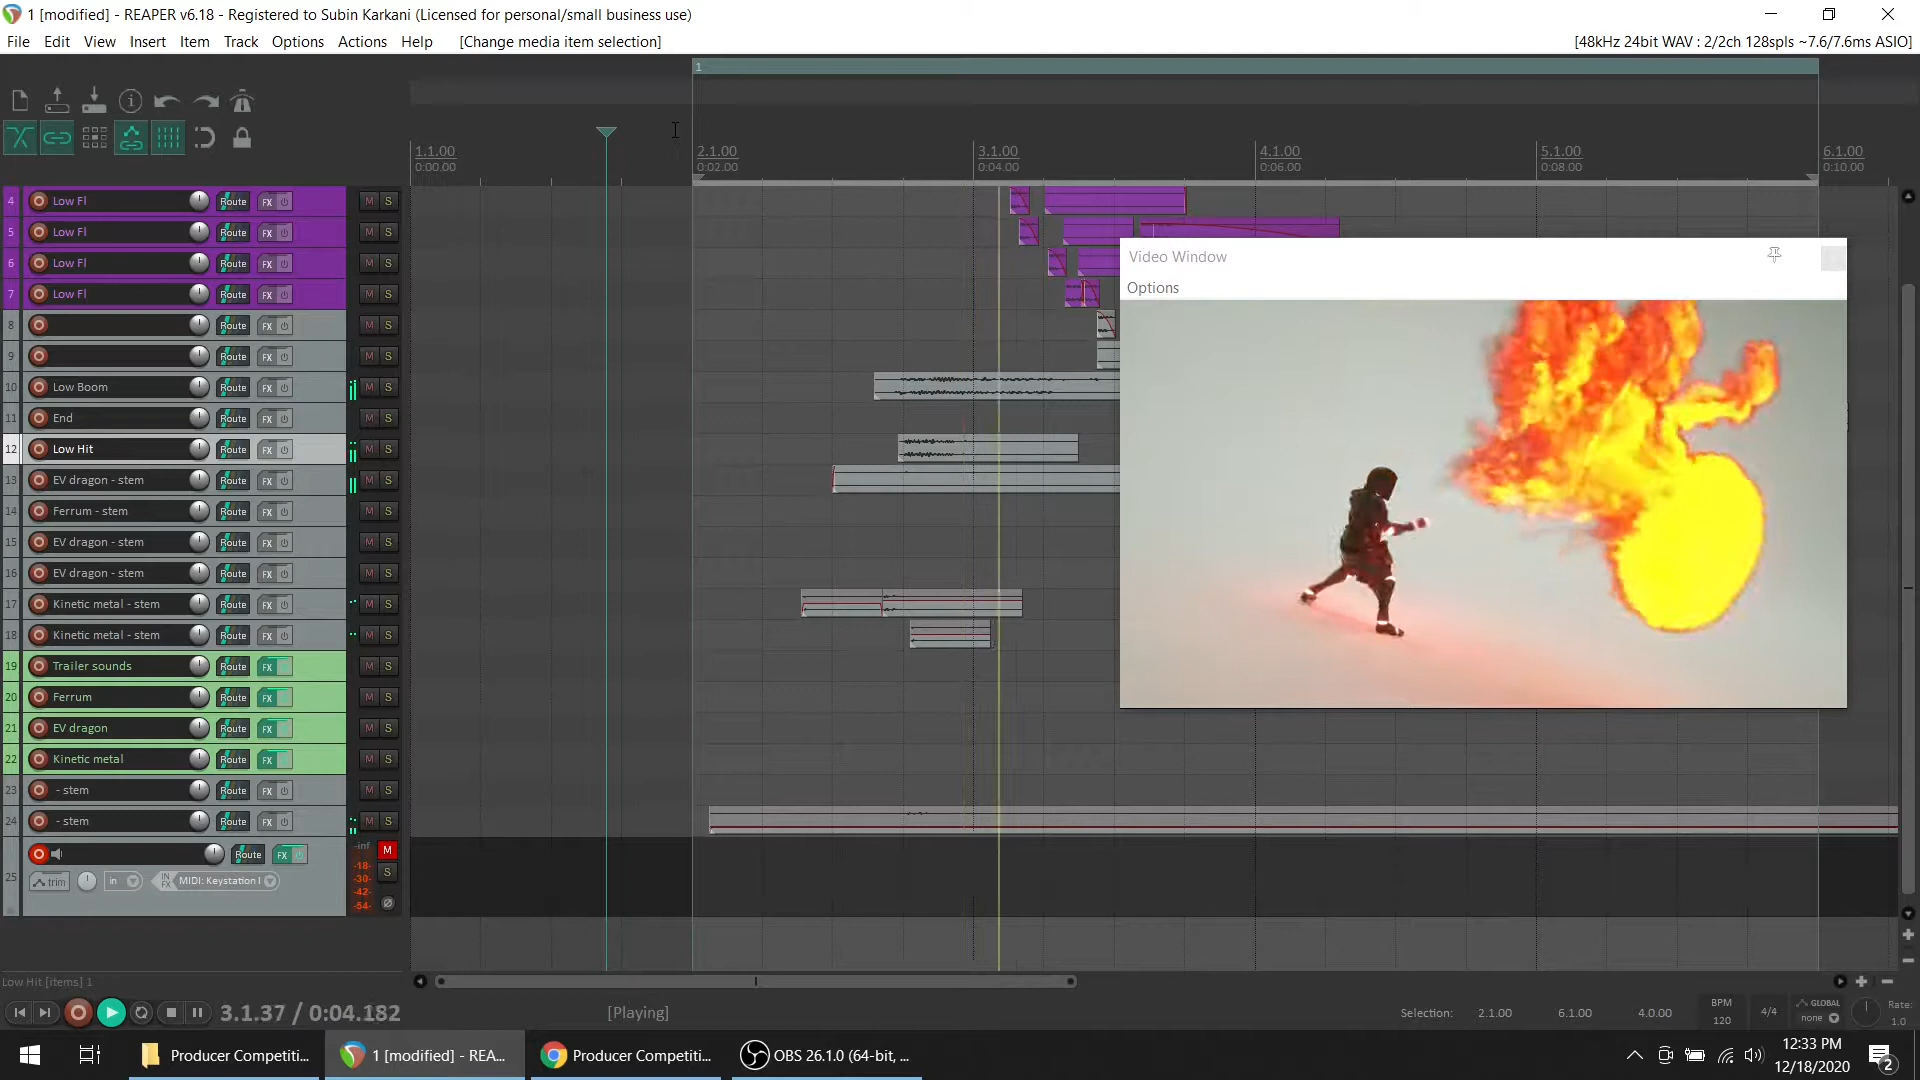 1 [modified] - REAPER v6.18 - Registered to Subin Karkani (Licensed for personal/small business use)
File Edit View Insert Item Track Options Actions Help [Change media item selection] [48kHz 24bit WAV : 2/2ch 128spls ~7.6/7.6ms ASIO]
1
1.1.00 2.1.00 3.1.00 4.1.00 5.1.00 6.1.00
0:00.00 0:02.00 0:04.00 0:06.00 0:08.00 0:10.00
4 Low Fl Route FX M S
5 Low Fl Route FX M S
6 Low Fl Route FX M S
7 Low Fl Route FX M S
8 Route FX M S
9 Route FX M S
10 Low Boom Route FX M S
11 End Route FX M S
12 Low Hit Route FX M S
13 EV dragon - stem Route FX M S
14 Ferrum - stem Route FX M S
15 EV dragon - stem Route FX M S
16 EV dragon - stem Route FX M S
17 Kinetic metal - stem Route FX M S
18 Kinetic metal - stem Route FX M S
19 Trailer sounds Route FX M S
20 Ferrum Route FX M S
21 EV dragon Route FX M S
22 Kinetic metal Route FX M S
23 - stem Route FX M S
24 - stem Route FX M S
Route FX -inf M
25 trim in IN FX MIDI: Keystation I -18- S
-30-
-42-
-54-
Video Window
Options
Low Hit [items] 1
3.1.37 / 0:04.182 [Playing] Selection: 2.1.00 6.1.00 4.0.00 BPM 120 4/4 GLOBAL none Rate: 1.0
Producer Competiti... 1 [modified] - REA... Producer Competiti... OBS 26.1.0 (64-bit, ... 12:33 PM
12/18/2020 2